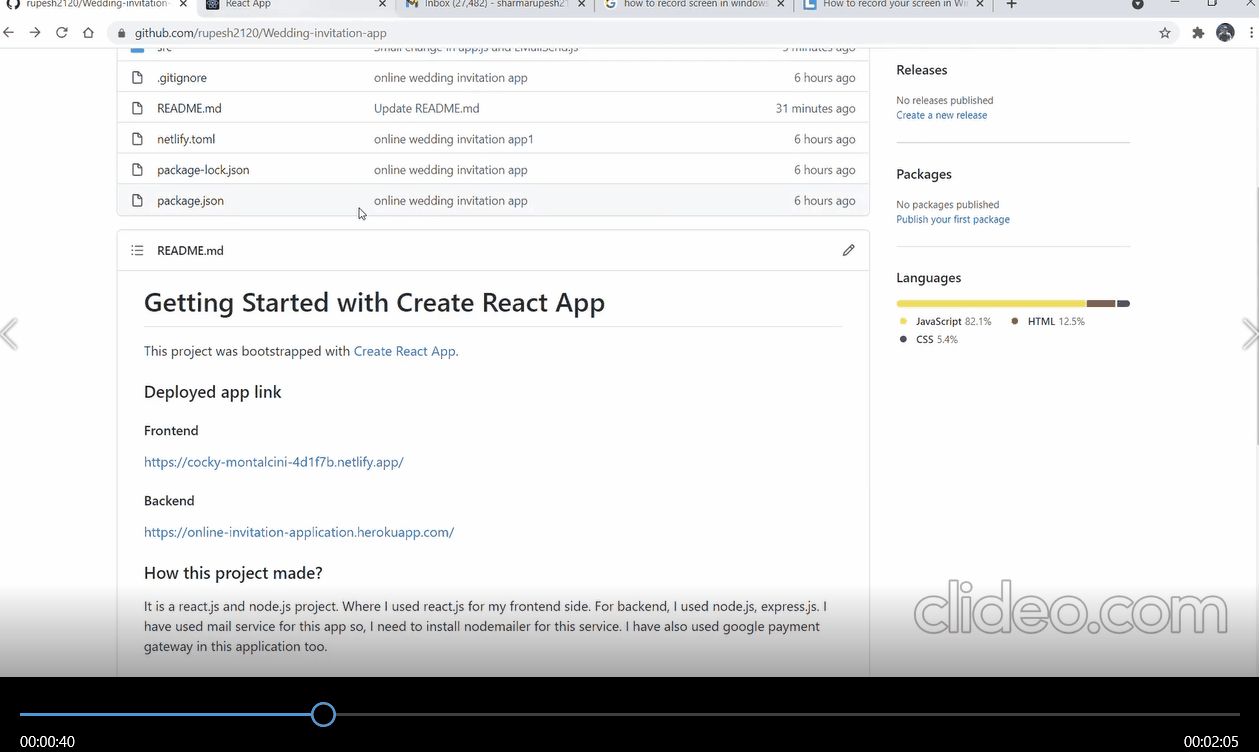 rupesh2120/Wedding-invitation-
React App
Inbox (27,482) - sharmarupesh21
how to record screen in windows
How to record your screen in Wi
github.com/rupesh2120/Wedding-invitation-app
src Small change in app.js and EMailSend.js 5 minutes ago
.gitignore online wedding invitation app 6 hours ago
README.md Update README.md 31 minutes ago
netlify.toml online wedding invitation app1 6 hours ago
package-lock.json online wedding invitation app 6 hours ago
package.json online wedding invitation app 6 hours ago
README.md
Getting Started with Create React App
This project was bootstrapped with Create React App.
Deployed app link
Frontend
https://cocky-montalcini-4d1f7b.netlify.app/
Backend
https://online-invitation-application.herokuapp.com/
How this project made?
It is a react.js and node.js project. Where I used react.js for my frontend side. For backend, I used node.js, express.js. I
have used mail service for this app so, I need to install nodemailer for this service. I have also used google payment
gateway in this application too.
Releases
No releases published
Create a new release
Packages
No packages published
Publish your first package
Languages
JavaScript 82.1% HTML 12.5%
CSS 5.4%
clideo.com
00:00:40
00:02:05